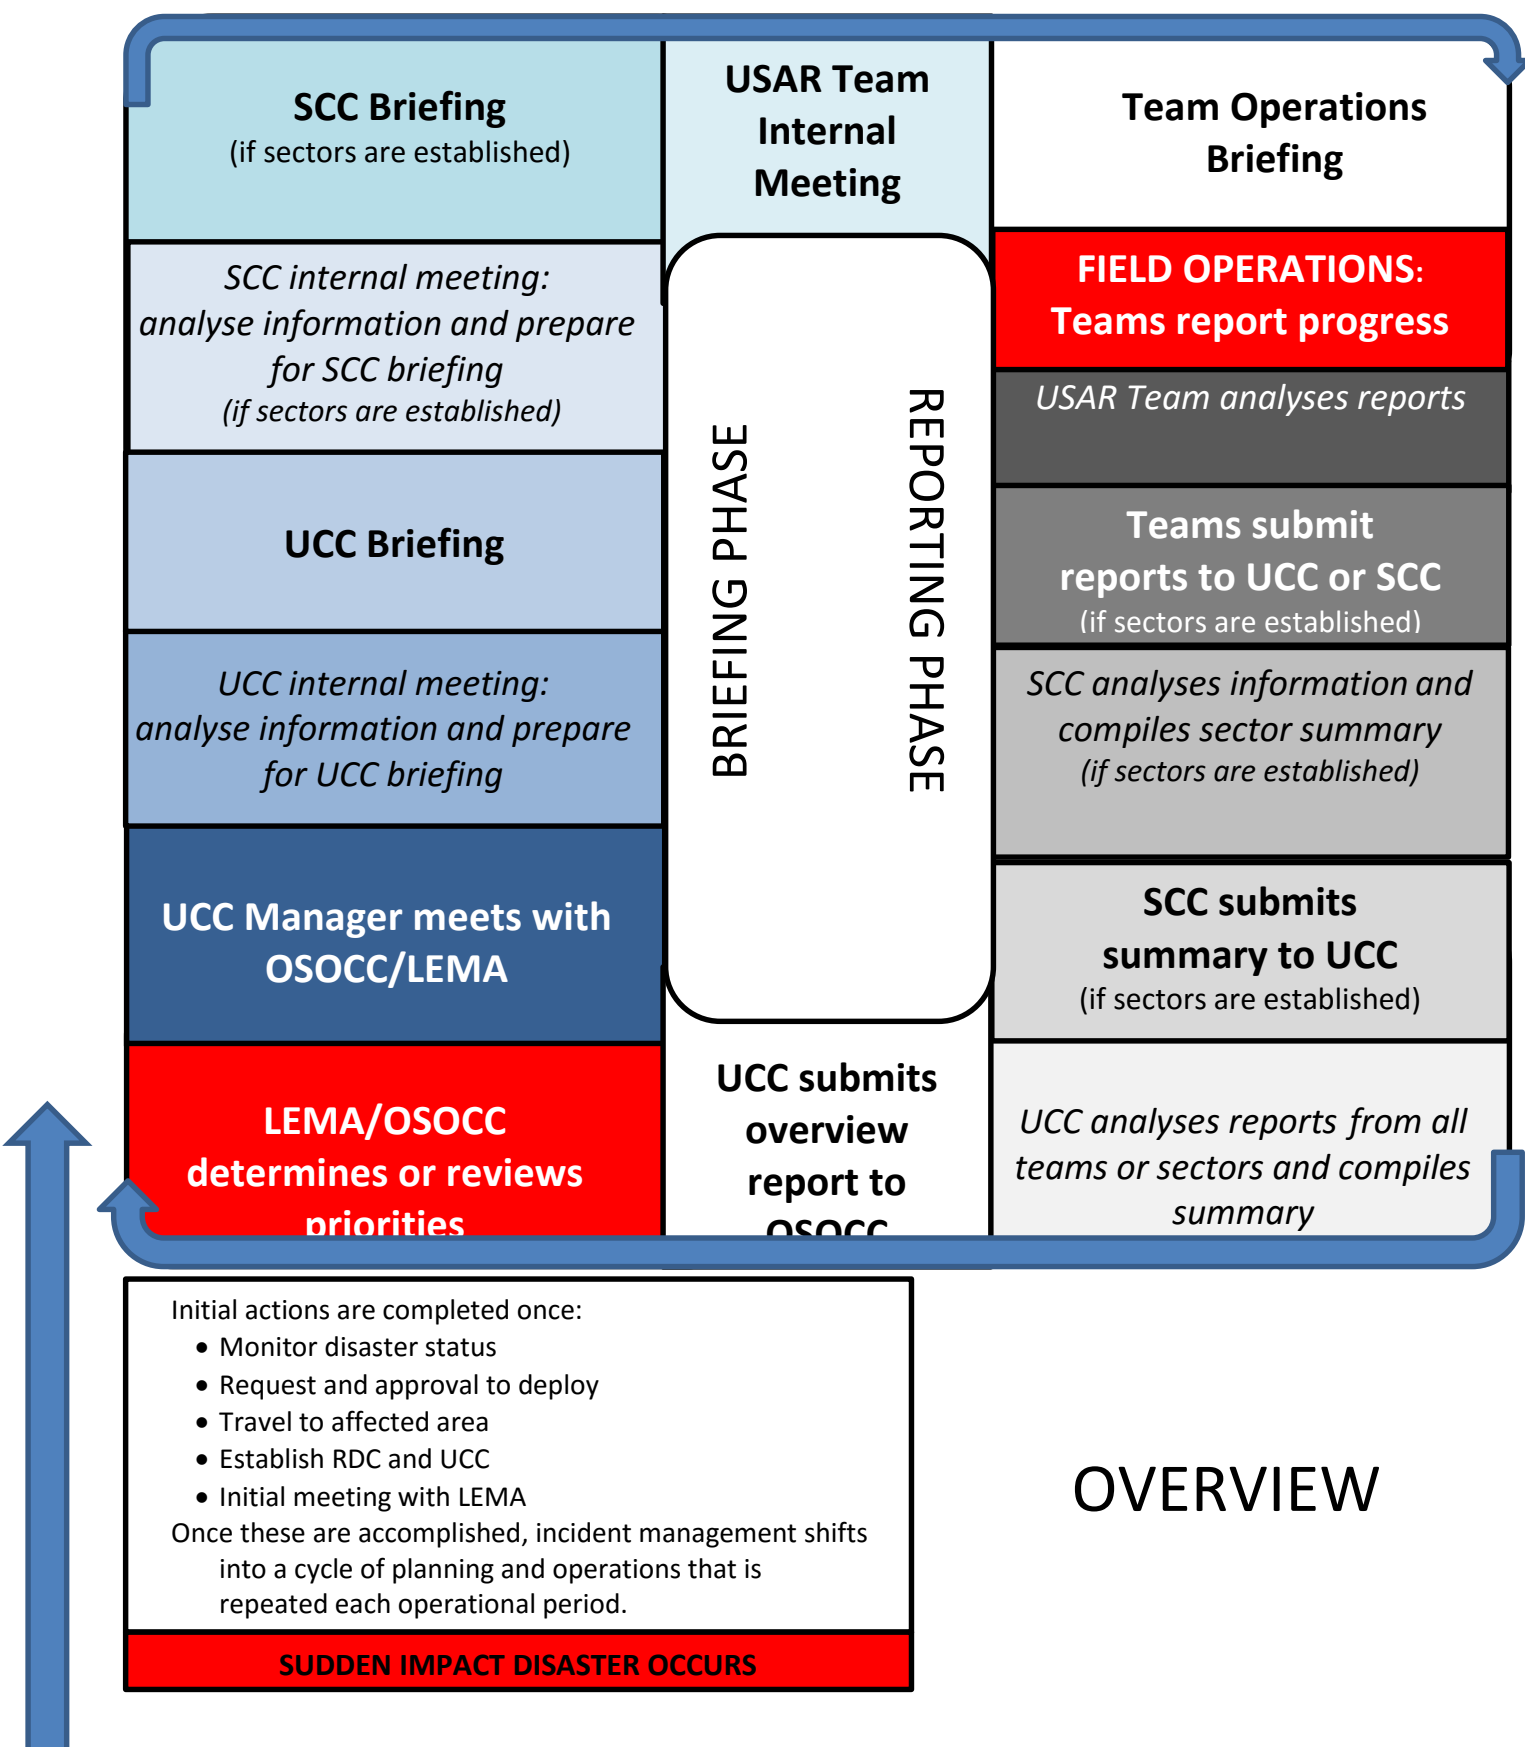 SCC Briefing
(if sectors are established)
USAR Team
Internal
Meeting
Team Operations
Briefing
SCC internal meeting:
analyse information and prepare
for SCC briefing
(if sectors are established)
UCC Briefing
UCC internal meeting:
analyse information and prepare
for UCC briefing
UCC Manager meets with
OSOCC/LEMA
LEMA/OSOCC
determines or reviews
priorities
BRIEFING PHASE
REPORTING PHASE
UCC submits
overview
report to
OSOCC
FIELD OPERATIONS:
Teams report progress
USAR Team analyses reports
Teams submit
reports to UCC or SCC
(if sectors are established)
SCC analyses information and
compiles sector summary
(if sectors are established)
SCC submits
summary to UCC
(if sectors are established)
UCC analyses reports from all
teams or sectors and compiles
summary
Initial actions are completed once:
• Monitor disaster status
• Request and approval to deploy
• Travel to affected area
• Establish RDC and UCC
• Initial meeting with LEMA
Once these are accomplished, incident management shifts
into a cycle of planning and operations that is
repeated each operational period.
SUDDEN IMPACT DISASTER OCCURS
OVERVIEW